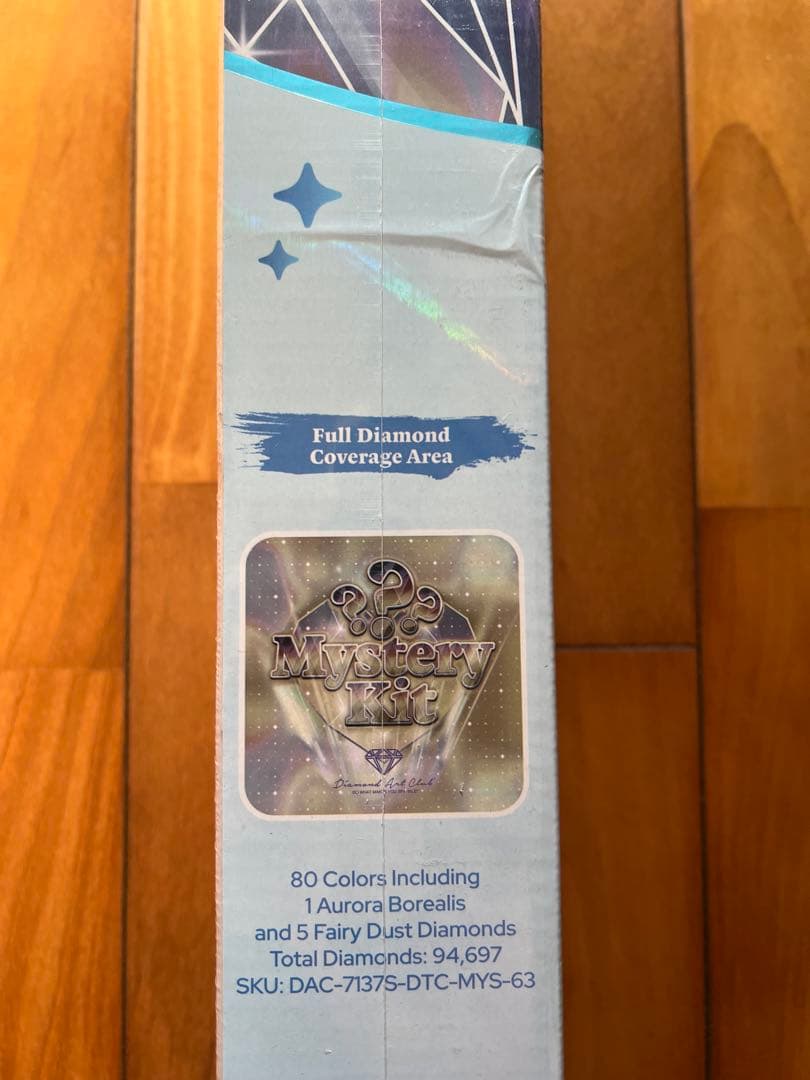 Full Diamond
Coverage Area
???
Mystery
Kit
Diamond Art Club
80 Colors Including
1 Aurora Borealis
and 5 Fairy Dust Diamonds
Total Diamonds: 94,697
SKU: DAC-7137S-DTC-MYS-63